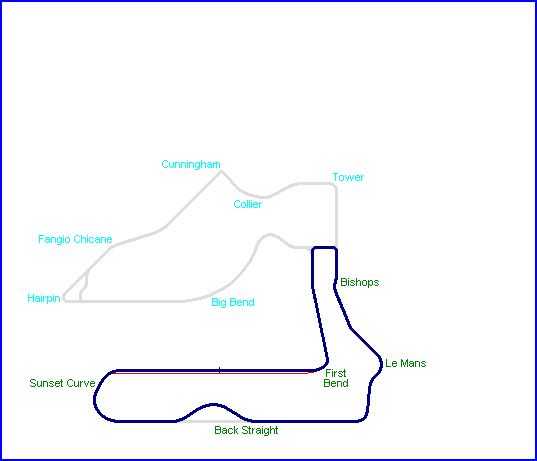 Cunningham
Tower
Collier
Fangio Chicane
Bishops
Hairpin
Big Bend
Le Mans
First
Bend
Sunset Curve
Back Straight